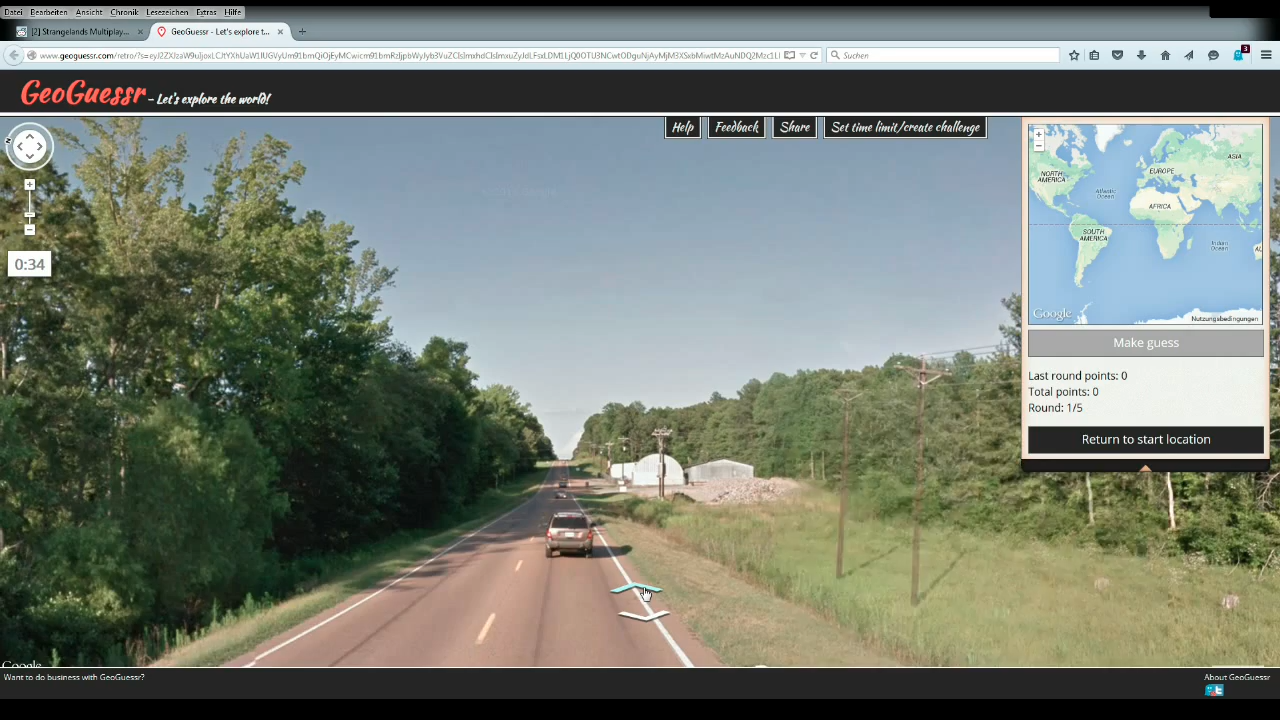 Datei Bearbeiten Ansicht Chronik Lesezeichen Extras Hilfe
[2] Strangelands Multiplay...
GeoGuessr - Let's explore t...
Suchen
3
GeoGuessr - Let's explore the world!
Help Feedback Share Set time limit/create challenge
0:34
NORTH AMERICA
EUROPE
ASIA
Atlantic Ocean
AFRICA
SOUTH AMERICA
Indian Ocean
Google
Nutzungsbedingungen
Make guess
Last round points: 0
Total points: 0
Round: 1/5
Return to start location
Google
Want to do business with GeoGuessr?
About GeoGuessr